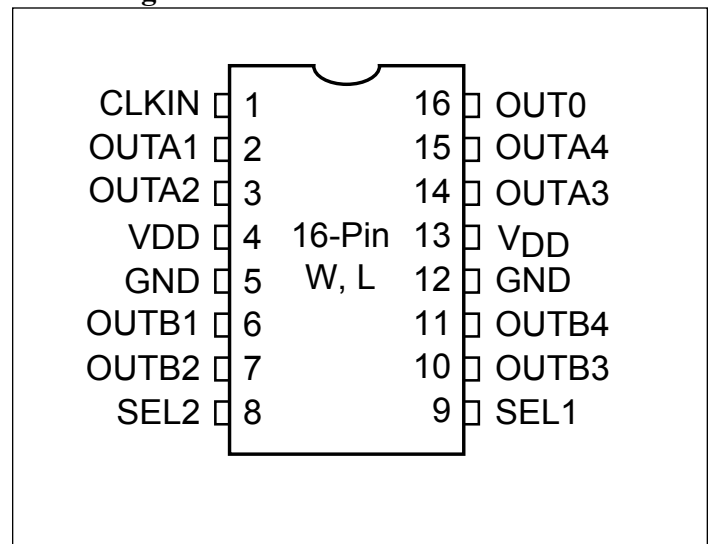 CLKIN 1 16 OUT0
OUTA1 2 15 OUTA4
OUTA2 3 14 OUTA3
VDD 4 16-Pin 13 VDD
GND 5 W, L 12 GND
OUTB1 6 11 OUTB4
OUTB2 7 10 OUTB3
SEL2 8 9 SEL1